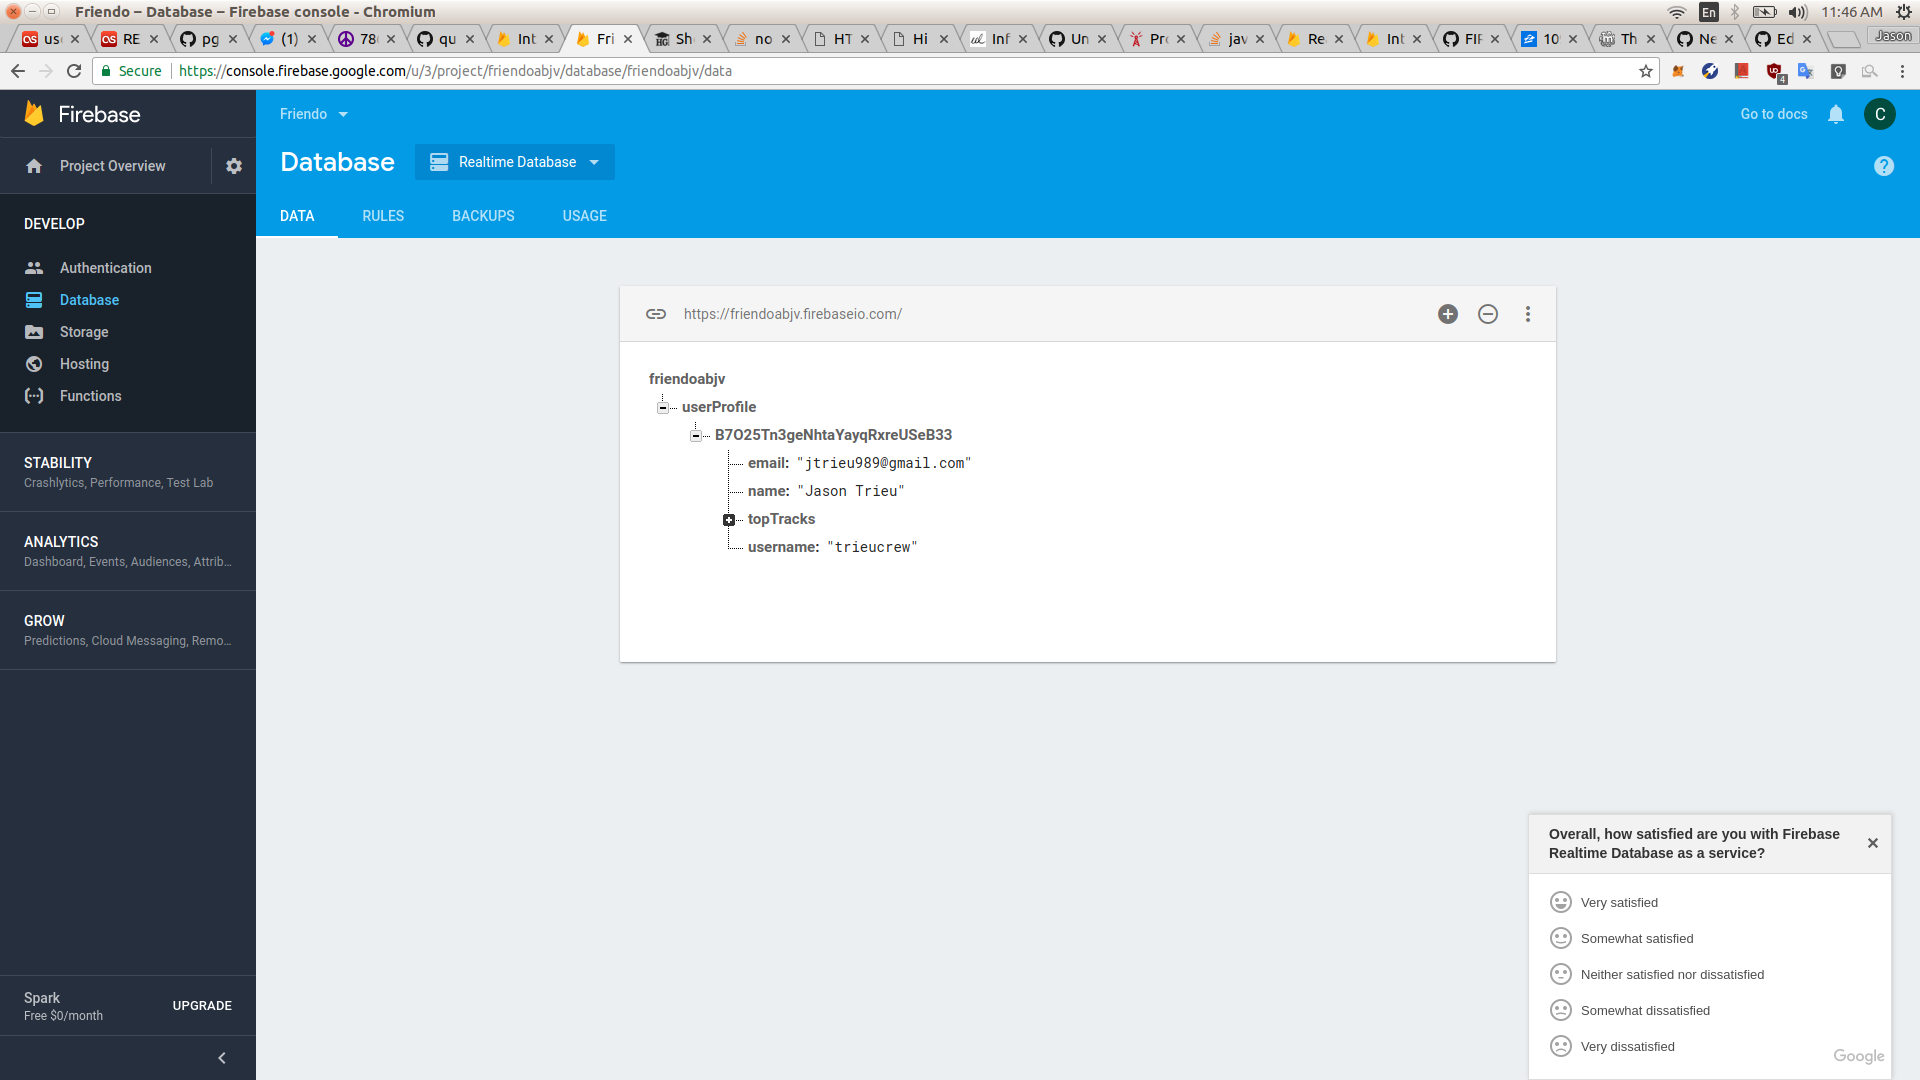 Friendo – Database – Firebase console - Chromium
En
11:46 AM
us
RE
pg
(1)
78
qu
Int
Fri
Sh
no
HT
Hi
Inf
Un
Pro
jav
Re
Int
FIF
10
Th
Ne
Ed
Jason
Secure
https://console.firebase.google.com/u/3/project/friendoabjv/database/friendoabjv/data
4
Firebase
Friendo
Go to docs
C
Project Overview
Database
Realtime Database
?
DATA
RULES
BACKUPS
USAGE
DEVELOP
Authentication
Database
Storage
Hosting
Functions
STABILITY
Crashlytics, Performance, Test Lab
ANALYTICS
Dashboard, Events, Audiences, Attrib...
GROW
Predictions, Cloud Messaging, Remo...
Spark
Free $0/month
UPGRADE
https://friendoabjv.firebaseio.com/
friendoabjv
userProfile
B7O25Tn3geNhtaYayqRxreUSeB33
email: "jtrieu989@gmail.com"
name: "Jason Trieu"
topTracks
username: "trieucrew"
Overall, how satisfied are you with Firebase
Realtime Database as a service?
Very satisfied
Somewhat satisfied
Neither satisfied nor dissatisfied
Somewhat dissatisfied
Very dissatisfied
Google